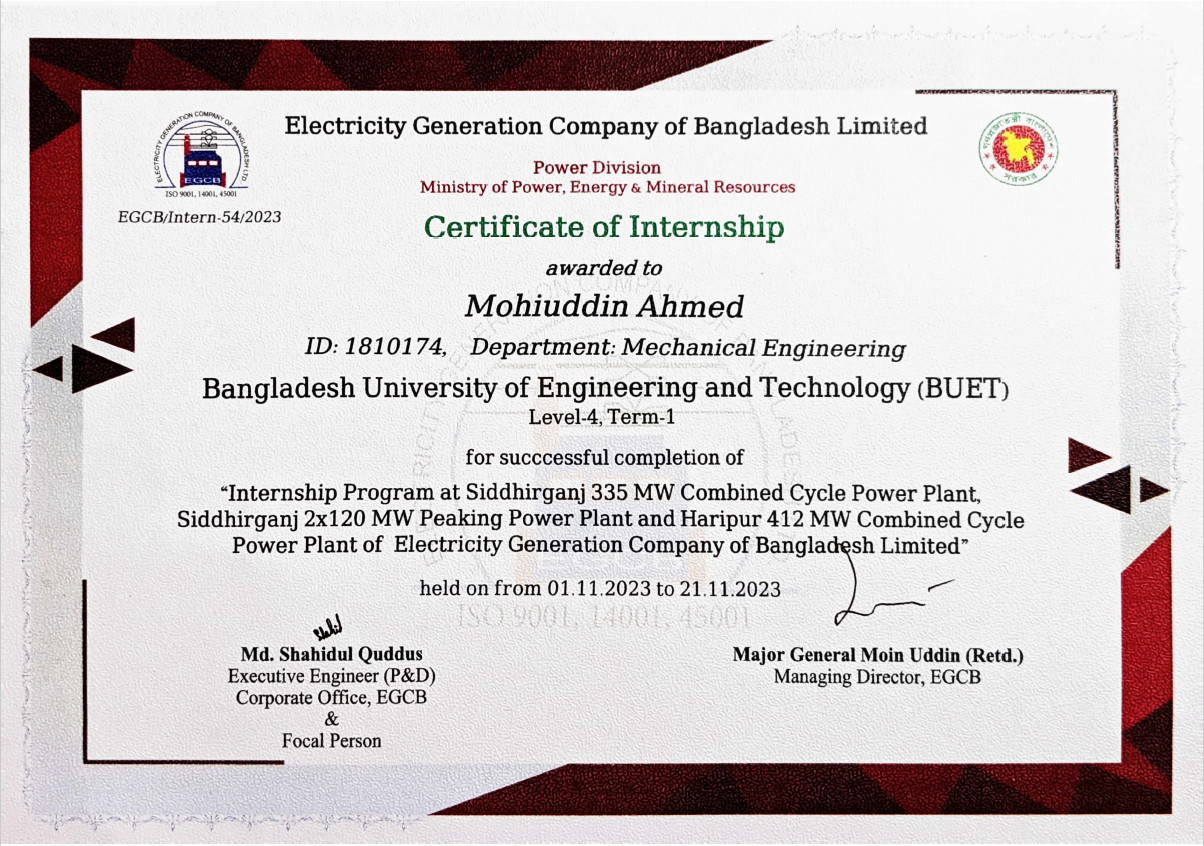 Electricity Generation Company of Bangladesh Limited
Power Division
Ministry of Power, Energy & Mineral Resources
ELECTRICITY GENERATION COMPANY OF BANGLADESH LTD
EGCB
ISO 9001, 14001, 45001
EGCB/Intern-54/2023
গণপ্রজাতন্ত্রী বাংলাদেশ
সরকার
Certificate of Internship
awarded to
Mohiuddin Ahmed
ID: 1810174, Department: Mechanical Engineering
Bangladesh University of Engineering and Technology (BUET)
Level-4, Term-1
for succcessful completion of
“Internship Program at Siddhirganj 335 MW Combined Cycle Power Plant,
Siddhirganj 2x120 MW Peaking Power Plant and Haripur 412 MW Combined Cycle
Power Plant of Electricity Generation Company of Bangladesh Limited”
held on from 01.11.2023 to 21.11.2023
EGCB
ISO 9001, 14001, 45001
Md. Shahidul Quddus
Executive Engineer (P&D)
Corporate Office, EGCB
&
Focal Person
Major General Moin Uddin (Retd.)
Managing Director, EGCB